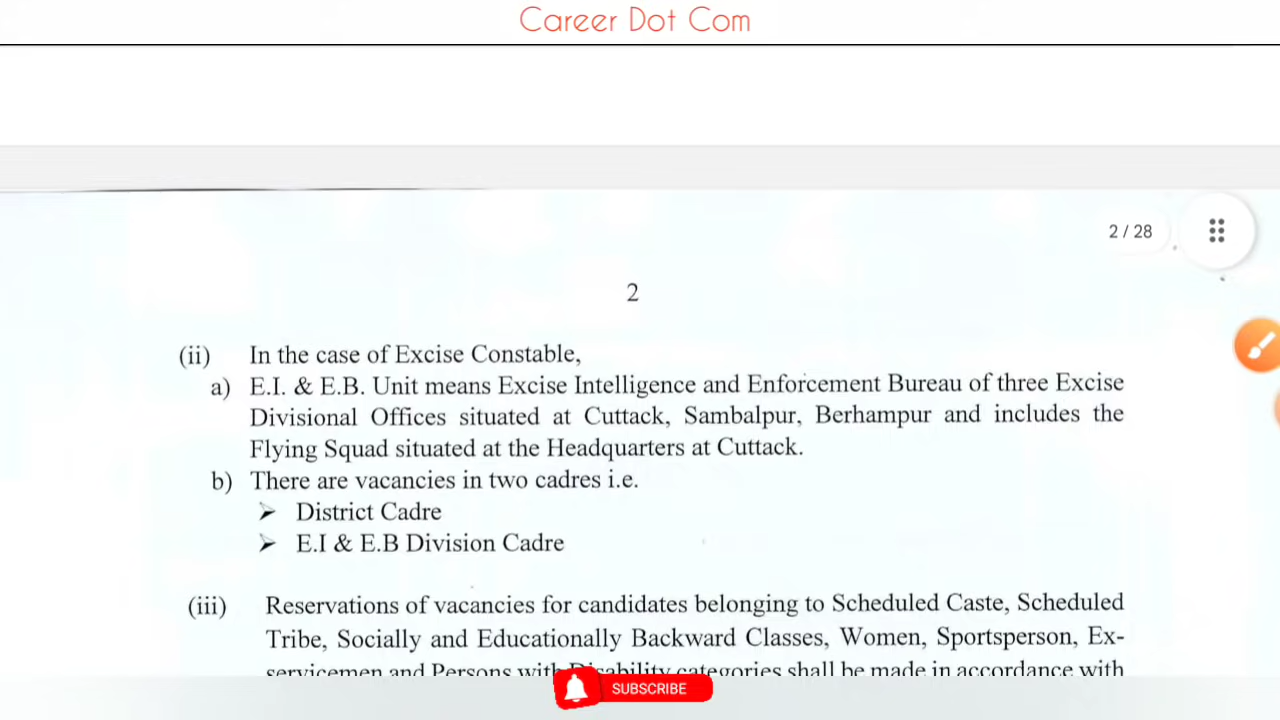 Career Dot Com
2 / 28
2
(ii) In the case of Excise Constable,
a) E.I. & E.B. Unit means Excise Intelligence and Enforcement Bureau of three Excise
Divisional Offices situated at Cuttack, Sambalpur, Berhampur and includes the
Flying Squad situated at the Headquarters at Cuttack.
b) There are vacancies in two cadres i.e.
➢ District Cadre
➢ E.I & E.B Division Cadre
(iii) Reservations of vacancies for candidates belonging to Scheduled Caste, Scheduled
Tribe, Socially and Educationally Backward Classes, Women, Sportsperson, Ex-
servicemen and Persons with Disability categories shall be made in accordance with
SUBSCRIBE